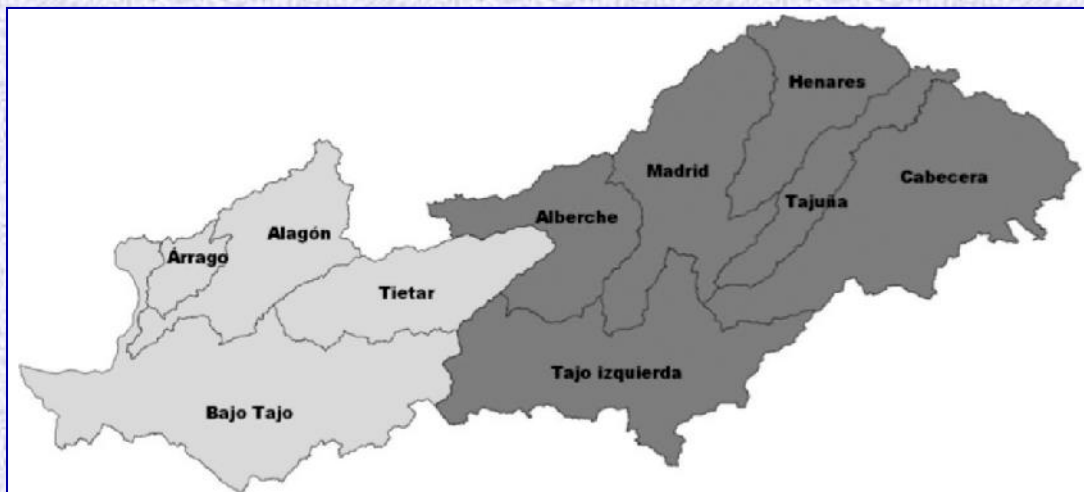 Henares
Madrid
Cabecera
Tajuña
Alberche
Alagón
Árrago
Tietar
Tajo izquierda
Bajo Tajo